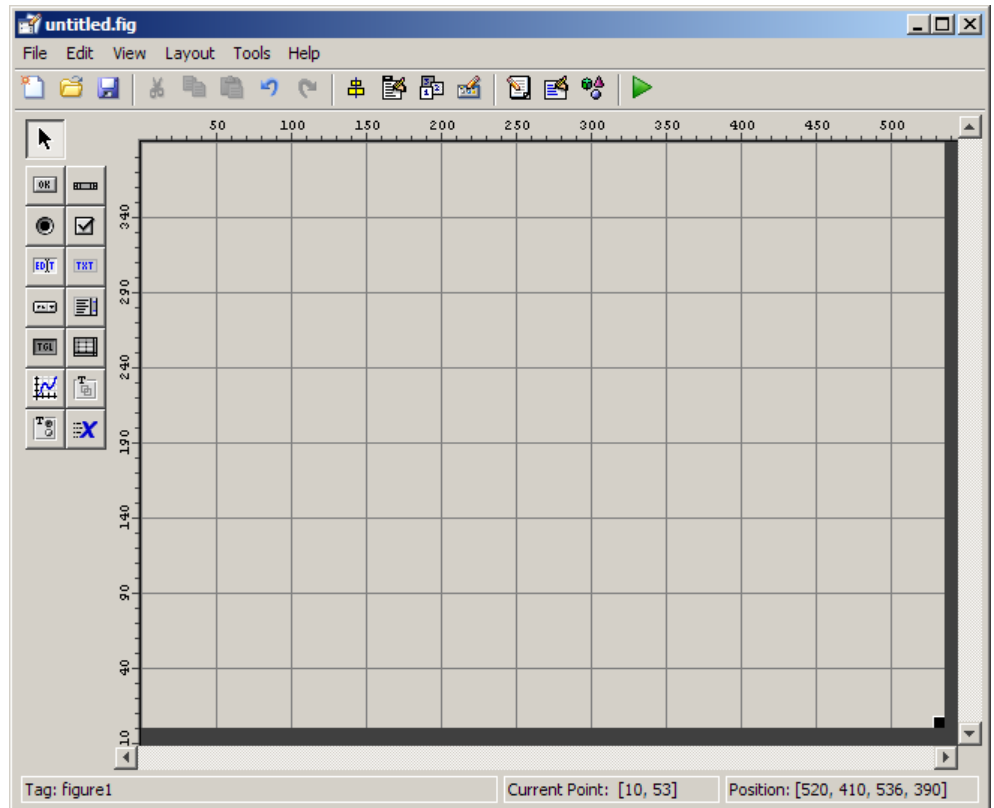 untitled.fig
File Edit View Layout Tools Help
50 100 150 200 250 300 350 400 450 500
OK
340
EDIT TXT
290
TGL
240
T
T X
190
140
90
40
10
Tag: figure1 Current Point: [10, 53] Position: [520, 410, 536, 390]